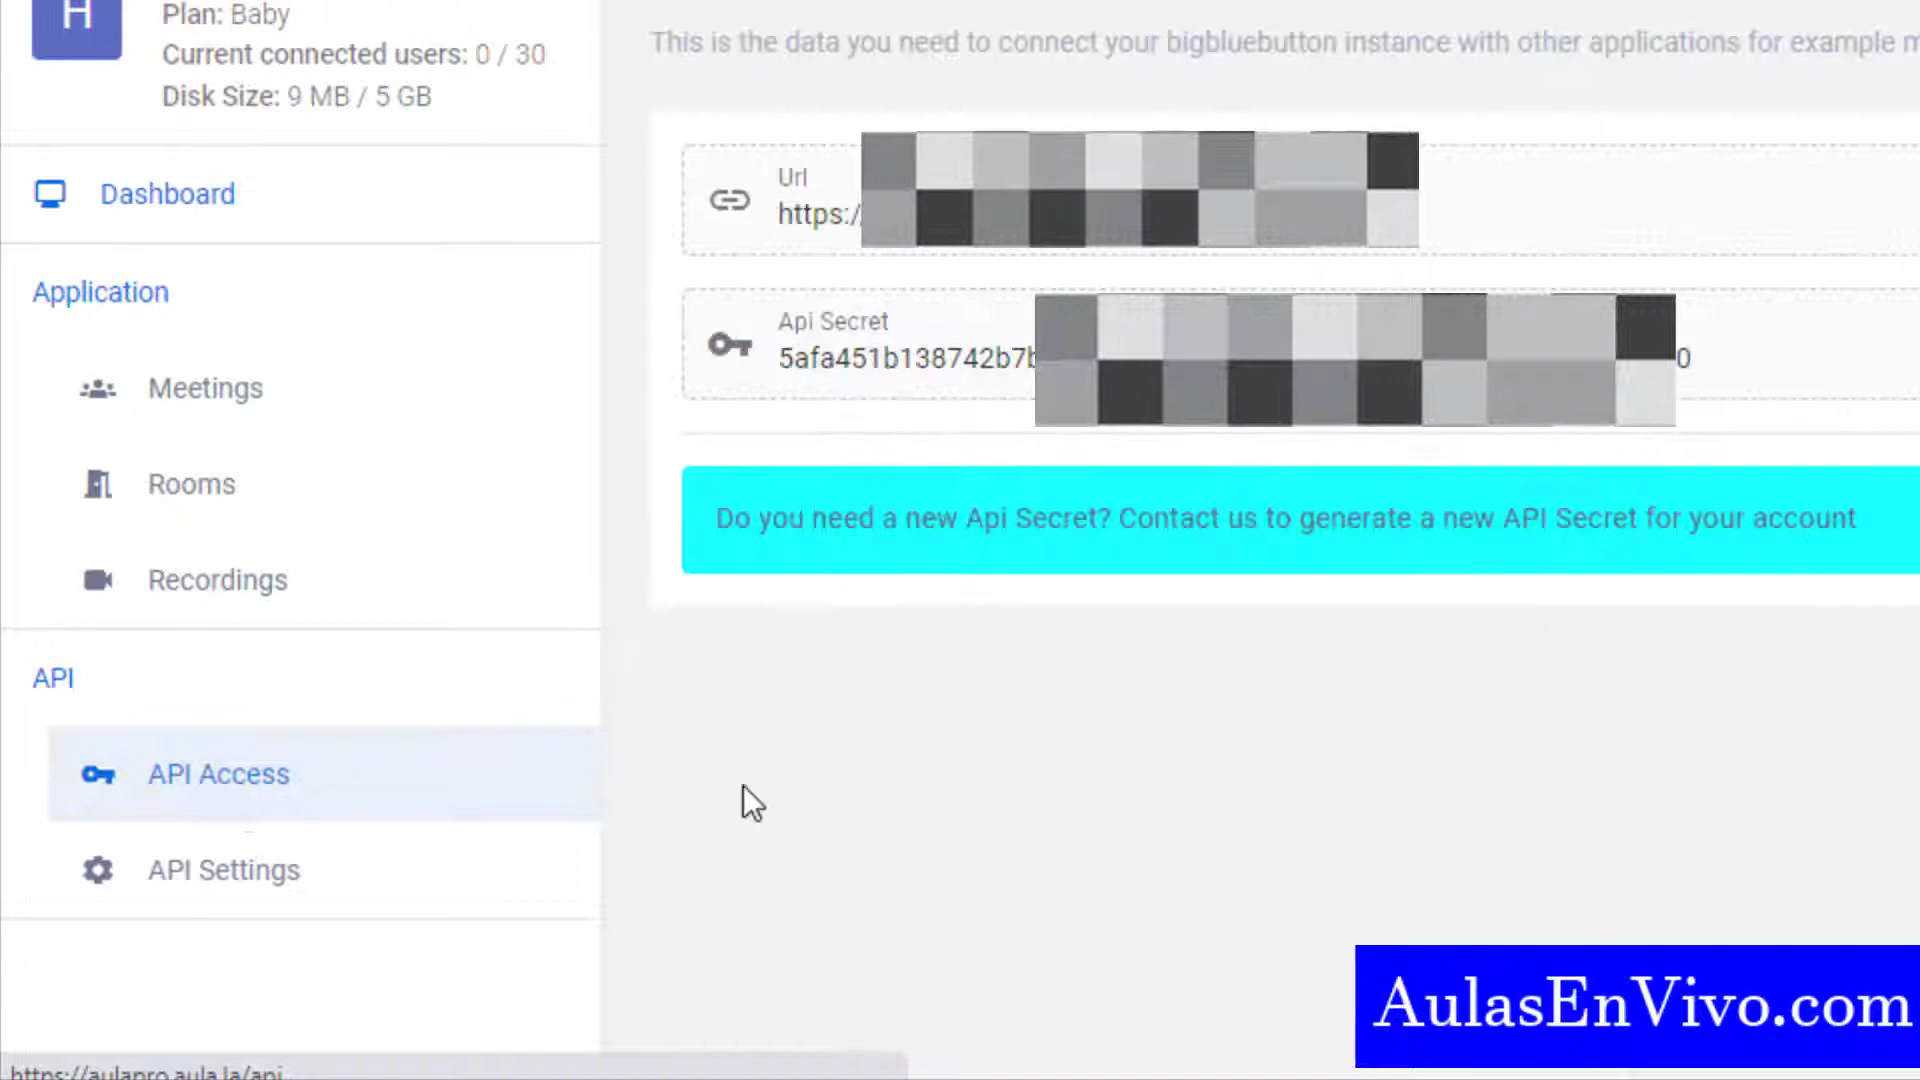 H
Plan: Baby
Current connected users: 0 / 30
Disk Size: 9 MB / 5 GB
Dashboard
Application
Meetings
Rooms
Recordings
API
API Access
API Settings
https://aulapro.aula.la/api
This is the data you need to connect your bigbluebutton instance with other applications for example
Url
https:/
Api Secret
5afa451b138742b7 0
Do you need a new Api Secret? Contact us to generate a new API Secret for your account
AulasEnVivo.com